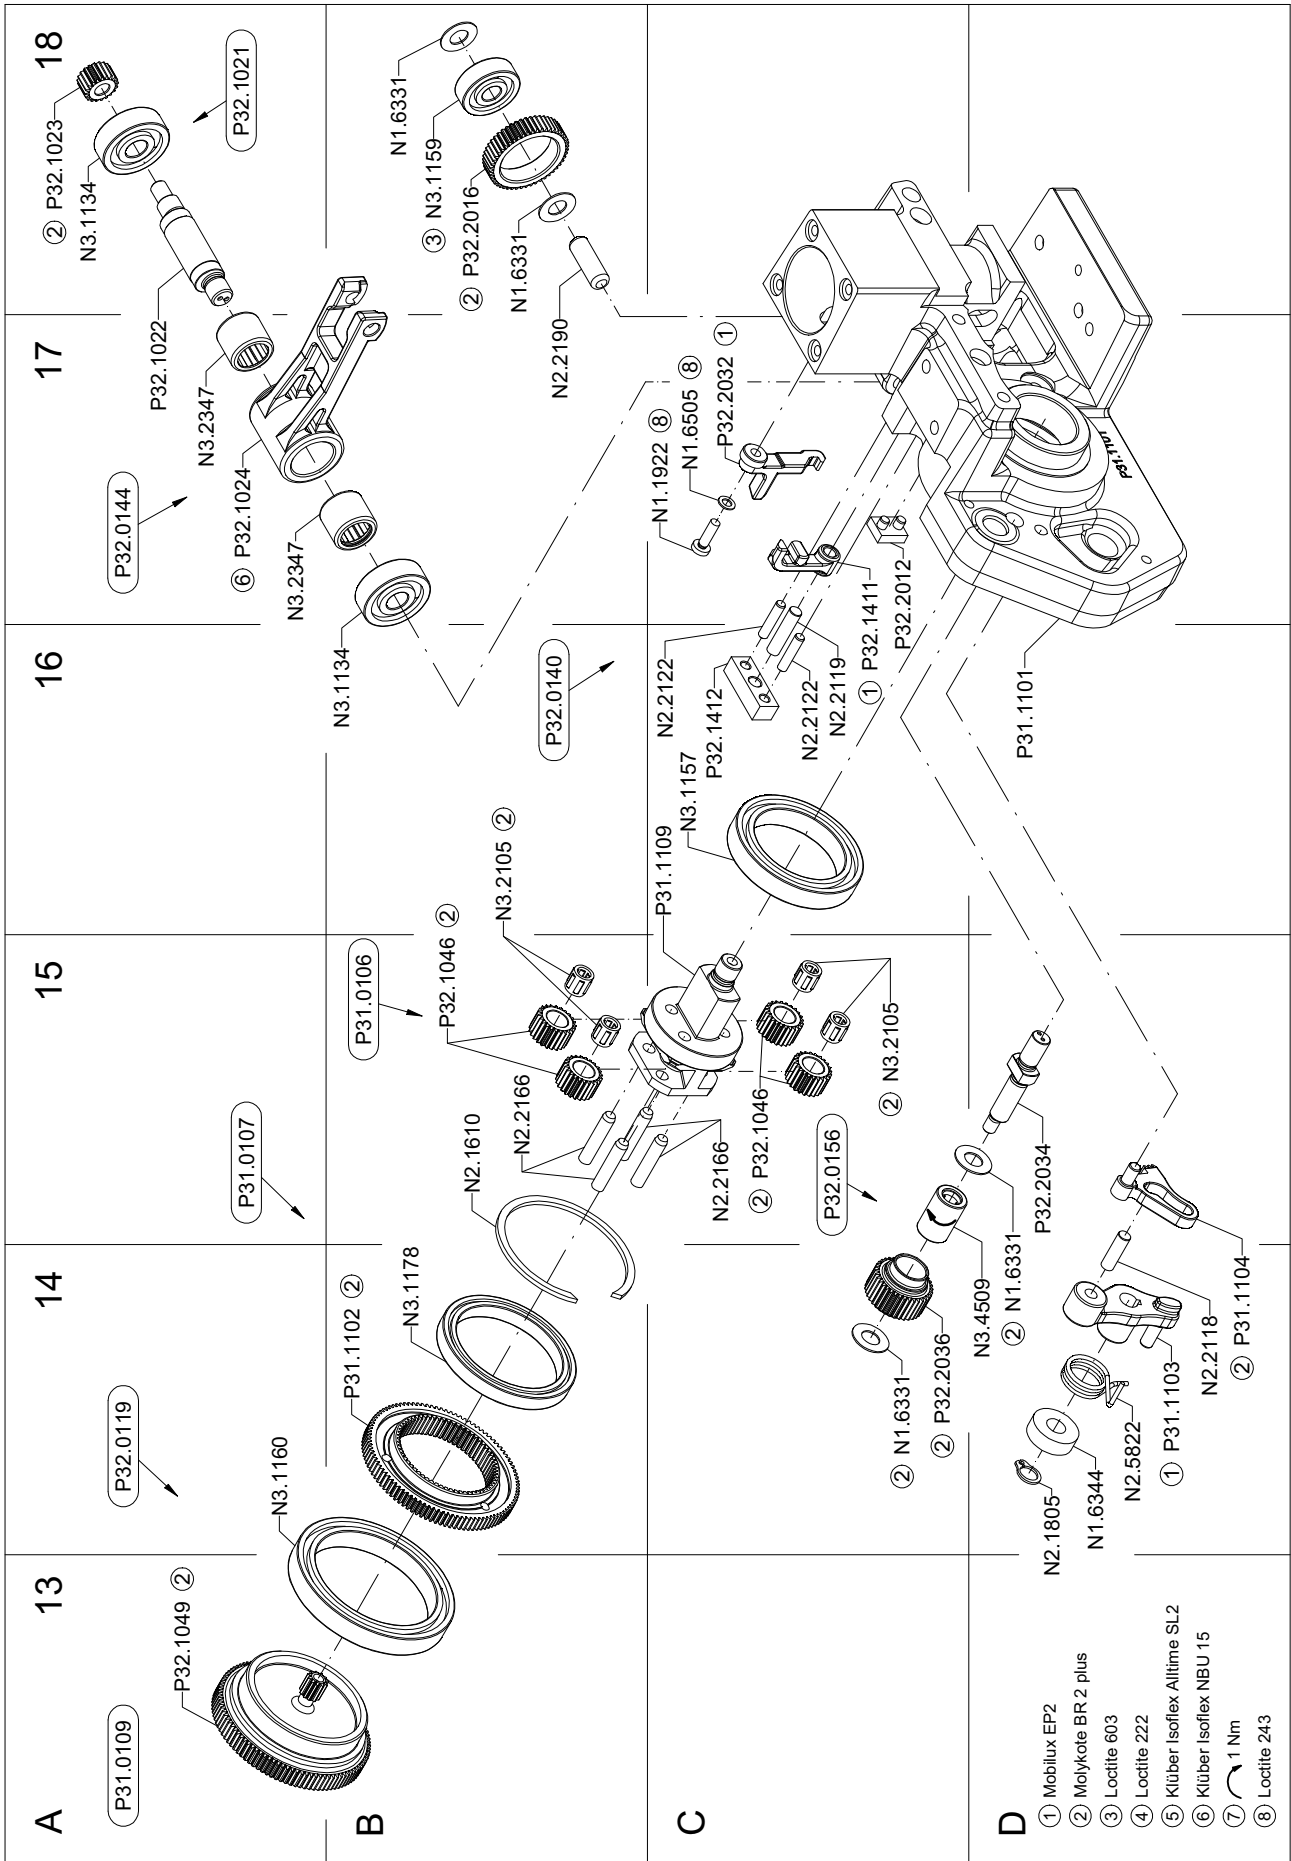 18
17
16
15
14
13
A
B
C
D
② P32.1023
N3.1134
P32.1021
P32.1022
N3.2347
P32.0144
⑥ P32.1024
N3.2347
N3.1134
N1.6331
③ N3.1159
② P32.2016
N1.6331
N2.2190
P32.0140
N1.1922 ⑧
N1.6505 ⑧
P32.2032 ①
N2.2122
P32.1412
N2.2122
N2.2119
① P32.1411
P32.2012
P31.1101
P31.1101
N3.1157
P31.1109
N3.2105 ②
P32.1046 ②
P31.0106
P31.0107
N2.2166
N2.1610
N2.2166
② P32.1046
② N3.2105
P32.0156
P32.2034
② N1.6331
N3.4509
② P32.2036
② N1.6331
② P31.1104
N2.2118
① P31.1103
N2.5822
N1.6344
N2.1805
N3.1178
P31.1102 ②
P32.0119
N3.1160
P32.1049 ②
P31.0109
① Mobilux EP2
② Molykote BR 2 plus
③ Loctite 603
④ Loctite 222
⑤ Klüber Isoflex Alltime SL2
⑥ Klüber Isoflex NBU 15
⑦ 1 Nm
⑧ Loctite 243